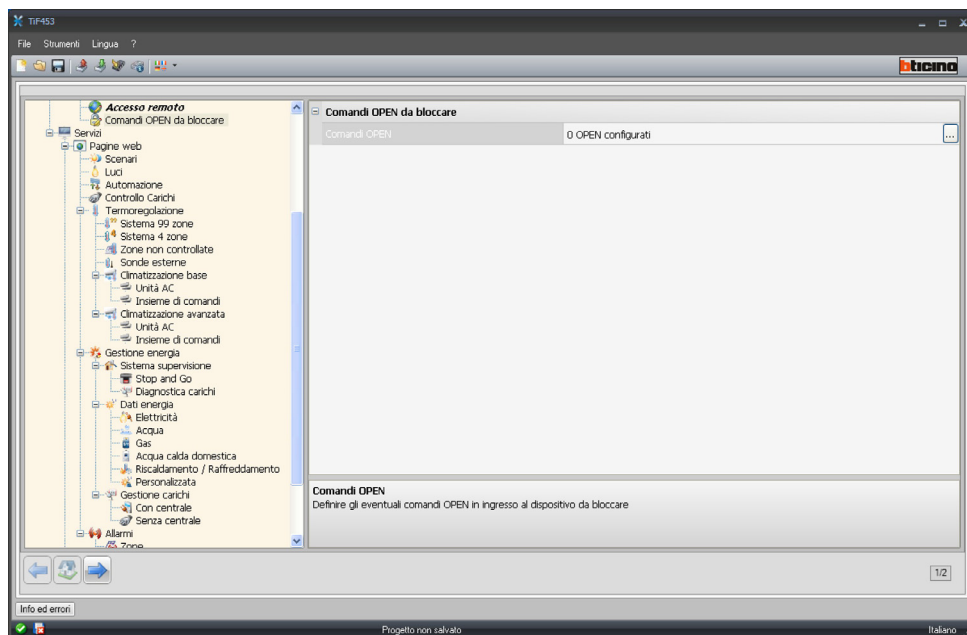 TiF453
File Strumenti Lingua ?
bticino
Accesso remoto
Comandi OPEN da bloccare
Servizi
Pagine web
Scenari
Luci
Automazione
Controllo Carichi
Termoregolazione
Sistema 99 zone
Sistema 4 zone
Zone non controllate
Sonde esterne
Climatizzazione base
Unità AC
Insieme di comandi
Climatizzazione avanzata
Unità AC
Insieme di comandi
Gestione energia
Sistema supervisione
Stop and Go
Diagnostica carichi
Dati energia
Elettricità
Acqua
Gas
Acqua calda domestica
Riscaldamento / Raffreddamento
Personalizzata
Gestione carichi
Con centrale
Senza centrale
Allarmi
Zone
Comandi OPEN da bloccare
Comandi OPEN 0 OPEN configurati ...
Comandi OPEN
Definire gli eventuali comandi OPEN in ingresso al dispositivo da bloccare
1/2
Info ed errori
Progetto non salvato
Italiano